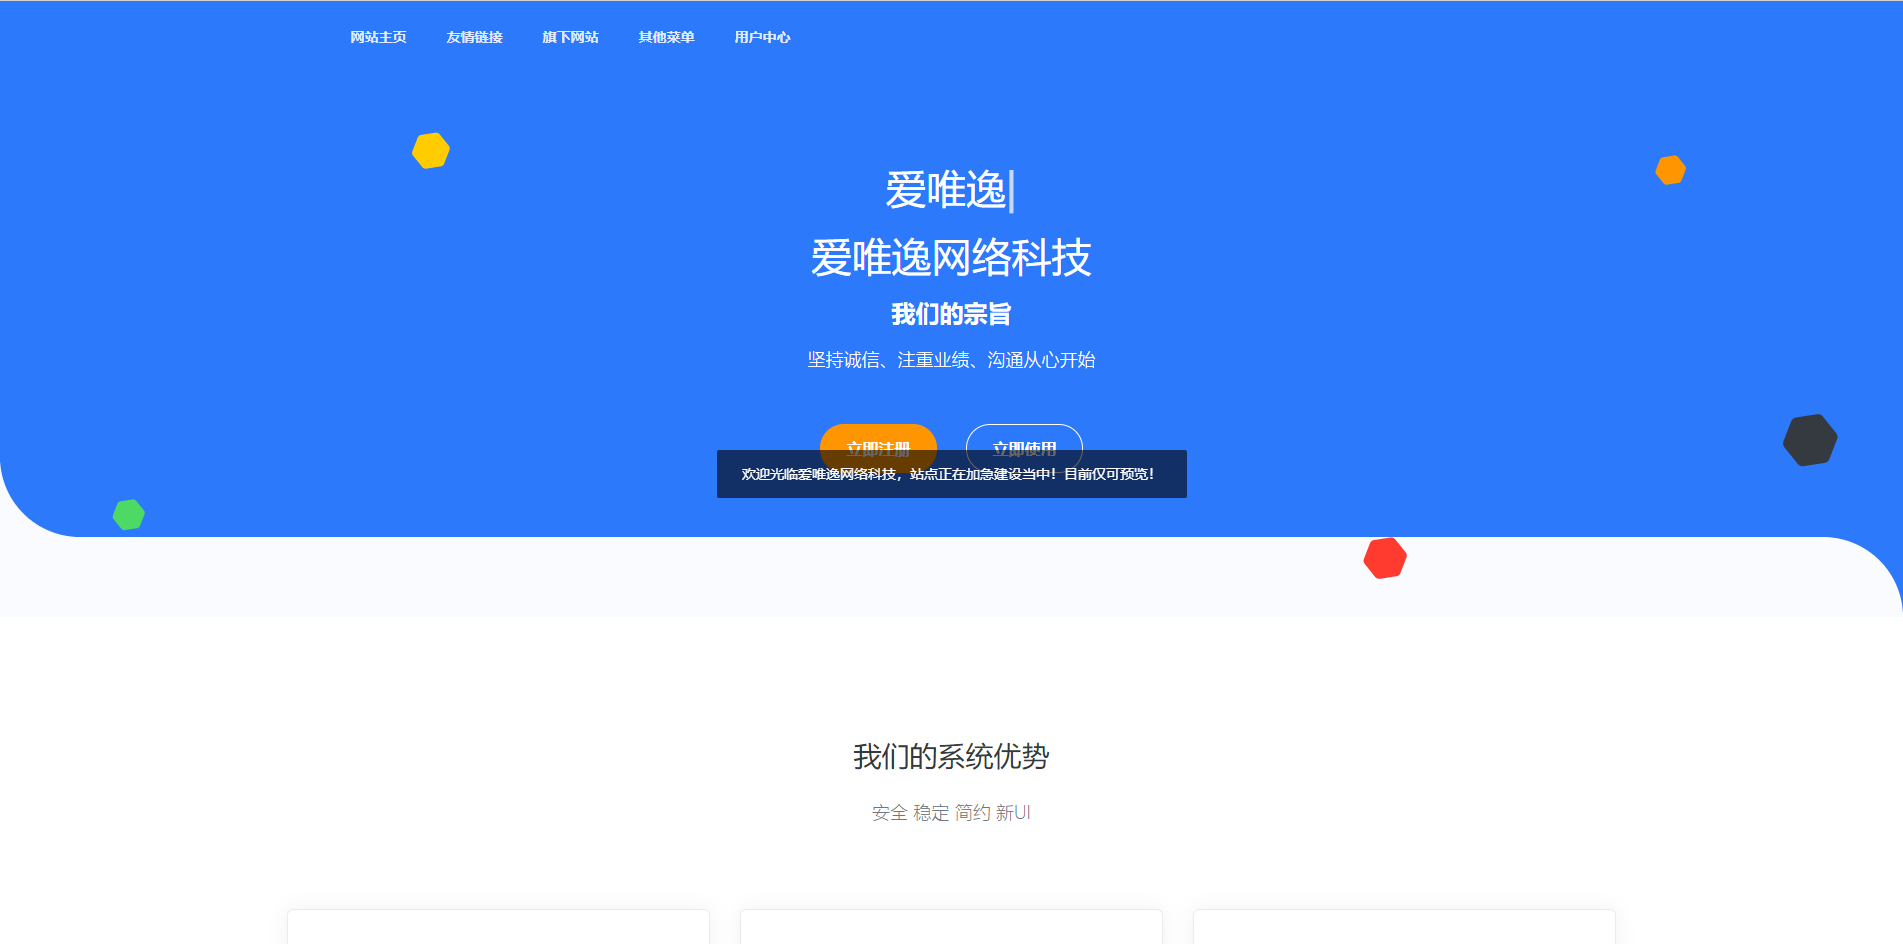 网站主页 友情链接 旗下网站 其他菜单 用户中心
爱唯逸|
爱唯逸网络科技
我们的宗旨
坚持诚信、注重业绩、沟通从心开始
立即注册 立即使用
欢迎光临爱唯逸网络科技，站点正在加急建设当中！目前仅可预览！
我们的系统优势
安全 稳定 简约 新UI